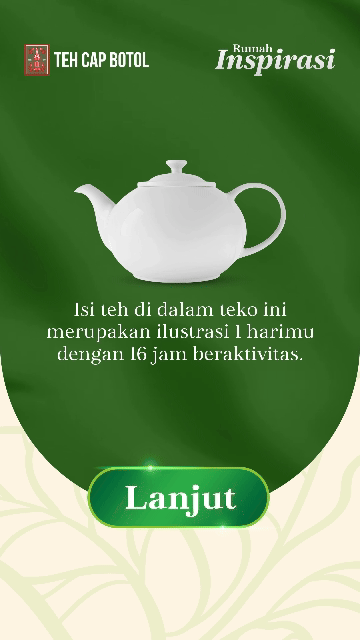 TEH CAP BOTOL
Rumah
Inspirasi
Isi teh di dalam teko ini
merupakan ilustrasi 1 harimu
dengan 16 jam beraktivitas.
Lanjut